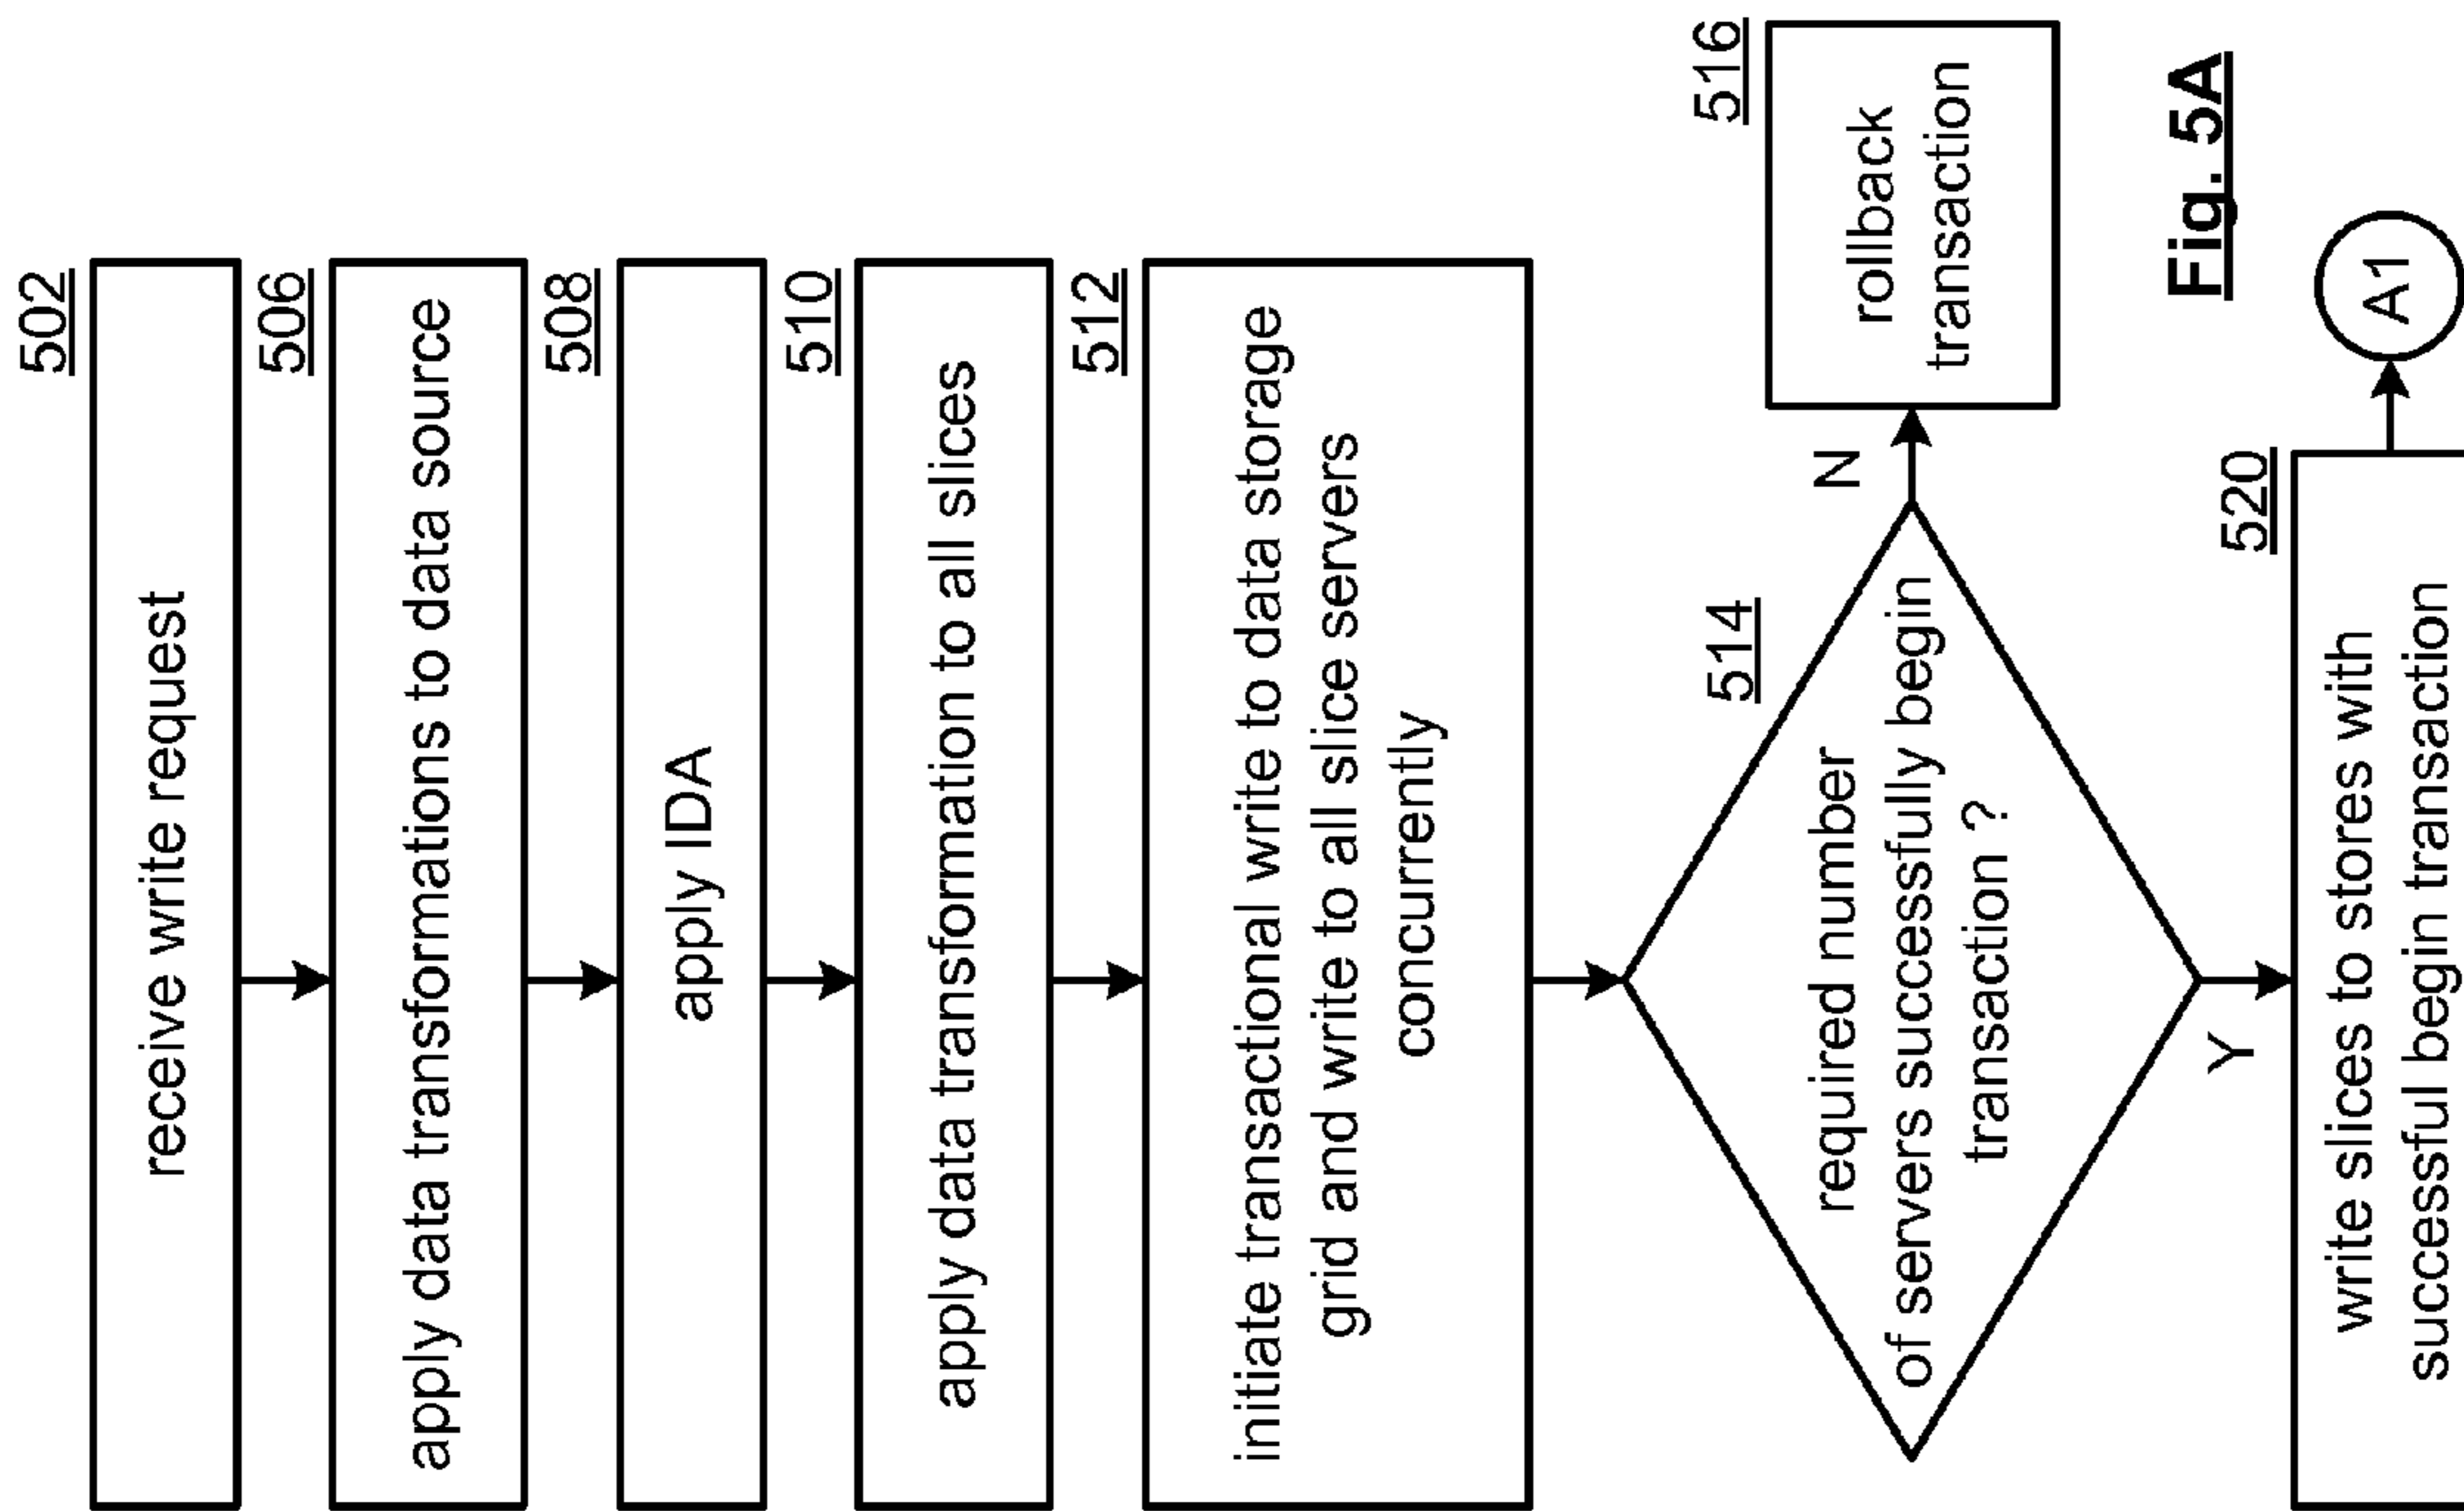 502
receive write request
506
apply data transformations to data source
508
apply IDA
510
apply data transformation to all slices
512
initiate transactional write to data storage
grid and write to all slice servers
concurrently
514
required number
of servers successfully begin
transaction ?
N
516
rollback
transaction
Y
520
write slices to stores with
successful begin transaction
A1
Fig. 5A